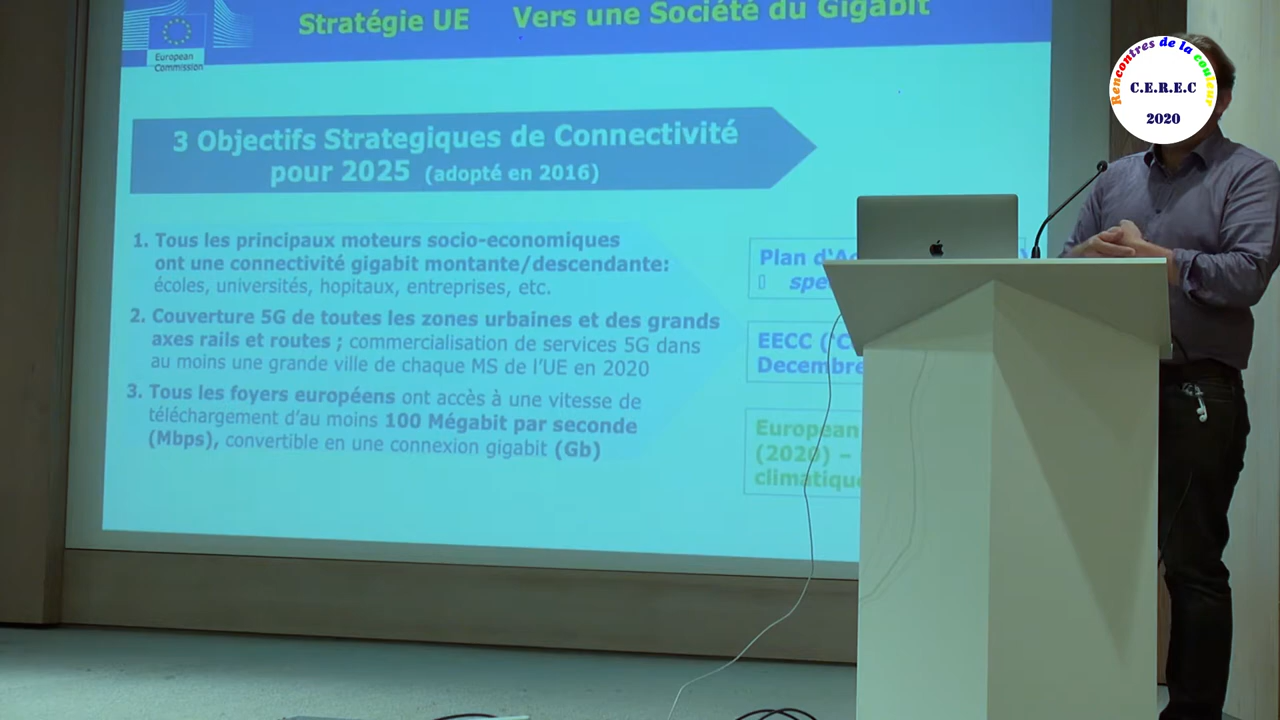 Stratégie UE Vers une Société du Gigabit
European
Commission
Rencontres de la couleur
C.E.R.E.C
2020
3 Objectifs Strategiques de Connectivité
pour 2025 (adopté en 2016)
1. Tous les principaux moteurs socio-economiques
ont une connectivité gigabit montante/descendante:
écoles, universités, hopitaux, entreprises, etc.
2. Couverture 5G de toutes les zones urbaines et des grands
axes rails et routes ; commercialisation de services 5G dans
au moins une grande ville de chaque MS de l'UE en 2020
3. Tous les foyers européens ont accès à une vitesse de
téléchargement d'au moins 100 Mégabit par seconde
(Mbps), convertible en une connexion gigabit (Gb)
Plan
EECC
Decembre
European
(2020) –
climatique